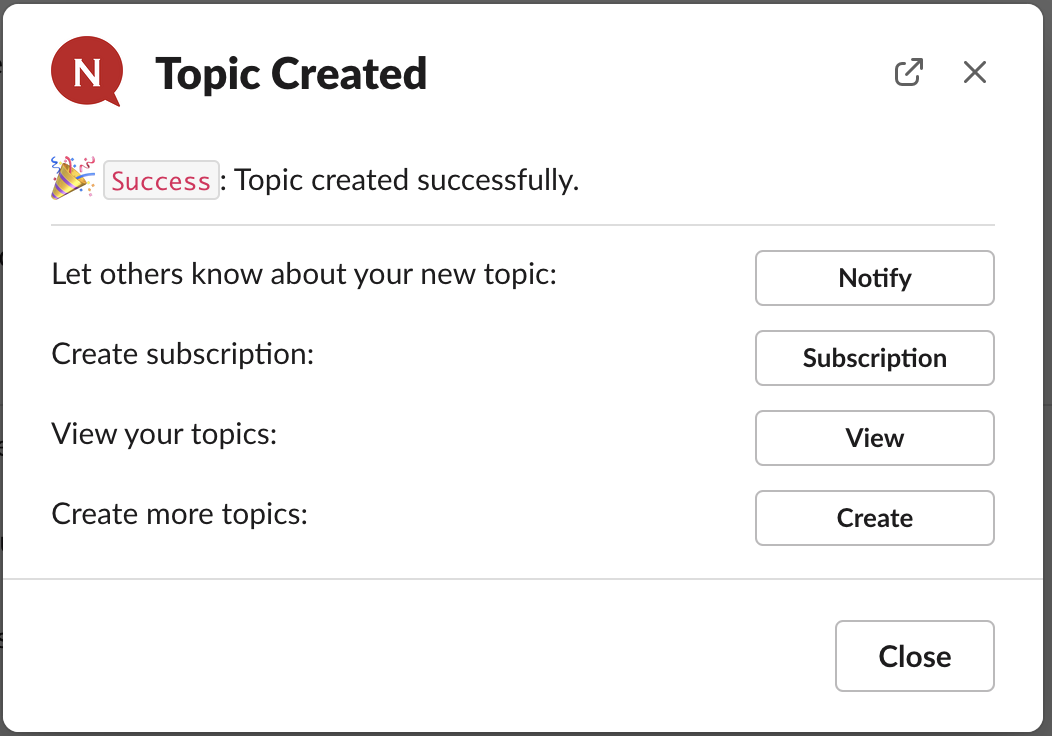 N
Topic Created
Success: Topic created successfully.
Let others know about your new topic:
Notify
Create subscription:
Subscription
View your topics:
View
Create more topics:
Create
Close